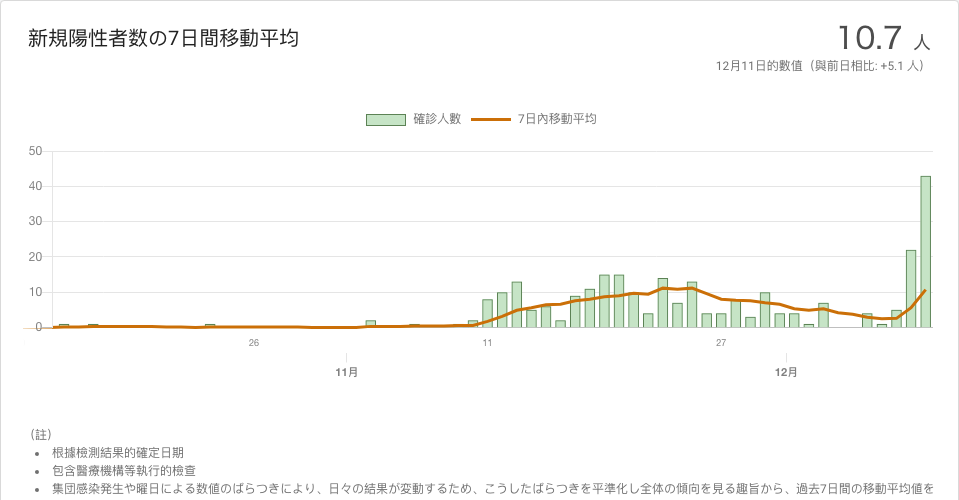 新規陽性者数の7日間移動平均
10.7 人
12月11日的數值（與前日相比: +5.1 人）
確診人數 7日內移動平均
50
40
30
20
10
0
26 11 27
11月 12月
（註）
• 根據檢測結果的確定日期
• 包含醫療機構等執行的檢查
• 集団感染発生や曜日による数値のばらつきにより、日々の結果が変動するため、こうしたばらつきを平準化し全体の傾向を見る趣旨から、過去7日間の移動平均値を